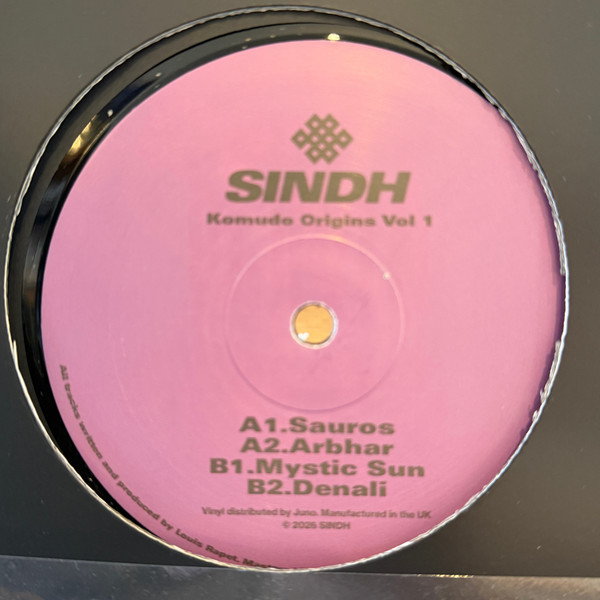 SINDH
Komudo Origins Vol 1
A1.Sauros
A2.Arbhar
B1.Mystic Sun
B2.Denali
Vinyl distributed by Juno. Manufactured in the UK
© 2026 SINDH
All tracks written and produced by Louis Rapet.